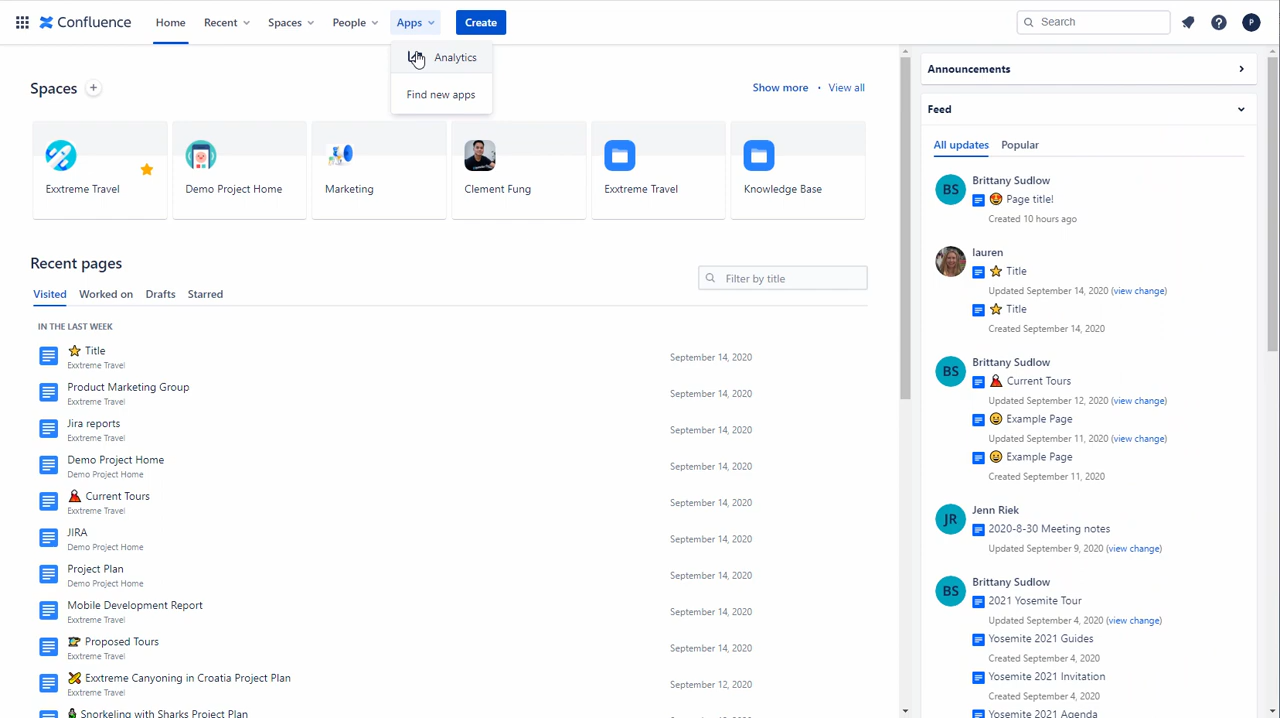 Confluence Home Recent Spaces People Apps Create Search P
Analytics
Find new apps
Spaces Show more • View all
Exxtreme Travel
Demo Project Home
Marketing
Clement Fung
Exxtreme Travel
Knowledge Base
Recent pages
Filter by title
Visited Worked on Drafts Starred
IN THE LAST WEEK
Title September 14, 2020
Exxtreme Travel
Product Marketing Group September 14, 2020
Exxtreme Travel
Jira reports September 14, 2020
Exxtreme Travel
Demo Project Home September 14, 2020
Demo Project Home
Current Tours September 14, 2020
Exxtreme Travel
JIRA September 14, 2020
Demo Project Home
Project Plan September 14, 2020
Demo Project Home
Mobile Development Report September 14, 2020
Exxtreme Travel
Proposed Tours September 14, 2020
Exxtreme Travel
Exxtreme Canyoning in Croatia Project Plan September 12, 2020
Exxtreme Travel
Snorkeling with Sharks Project Plan
Announcements
Feed
All updates Popular
BS Brittany Sudlow
Page title!
Created 10 hours ago
lauren
Title
Updated September 14, 2020 (view change)
Title
Created September 14, 2020
BS Brittany Sudlow
Current Tours
Updated September 12, 2020 (view change)
Example Page
Updated September 11, 2020 (view change)
Example Page
Created September 11, 2020
JR Jenn Riek
2020-8-30 Meeting notes
Updated September 9, 2020 (view change)
BS Brittany Sudlow
2021 Yosemite Tour
Updated September 4, 2020 (view change)
Yosemite 2021 Guides
Created September 4, 2020
Yosemite 2021 Invitation
Created September 4, 2020
Yosemite 2021 Agenda